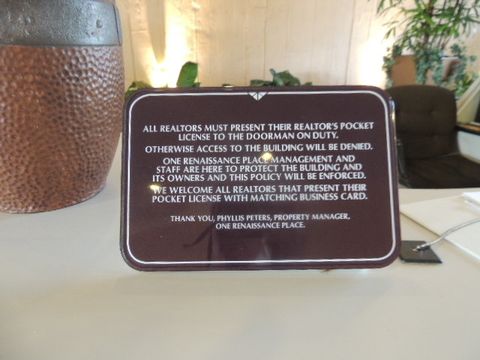 ALL REALTORS MUST PRESENT THEIR REALTOR'S POCKET
LICENSE TO THE DOORMAN ON DUTY.
OTHERWISE ACCESS TO THE BUILDING WILL BE DENIED.
ONE RENAISSANCE PLACE MANAGEMENT AND
STAFF ARE HERE TO PROTECT THE BUILDING AND
ITS OWNERS AND THIS POLICY WILL BE ENFORCED.
WE WELCOME ALL REALTORS THAT PRESENT THEIR
POCKET LICENSE WITH MATCHING BUSINESS CARD.
THANK YOU, PHYLLIS PETERS, PROPERTY MANAGER,
ONE RENAISSANCE PLACE.